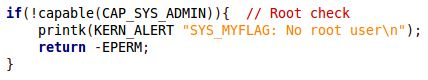 if(!capable(CAP_SYS_ADMIN)){  // Root check
    printk(KERN_ALERT "SYS_MYFLAG: No root user\n");
    return -EPERM;
}